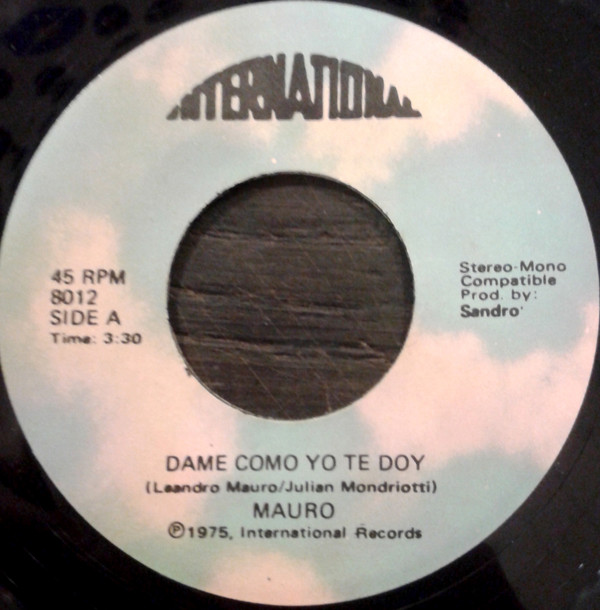 INTERNATIONAL
45 RPM
8012
SIDE A
Time: 3:30
Stereo-Mono
Compatible
Prod. by:
Sandro
DAME COMO YO TE DOY
(Leandro Mauro/Julian Mondriotti)
MAURO
℗1975, International Records